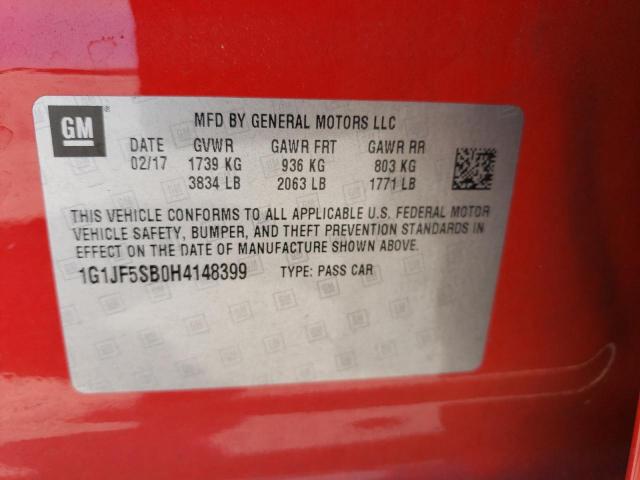 GM
®
MFD BY GENERAL MOTORS LLC
DATE GVWR GAWR FRT GAWR RR
02/17 1739 KG 936 KG 803 KG
3834 LB 2063 LB 1771 LB
THIS VEHICLE CONFORMS TO ALL APPLICABLE U.S. FEDERAL MOTOR
VEHICLE SAFETY, BUMPER, AND THEFT PREVENTION STANDARDS IN
EFFECT ON THE DATE OF MANUFACTURE SHOWN ABOVE.
1G1JF5SB0H4148399 TYPE: PASS CAR